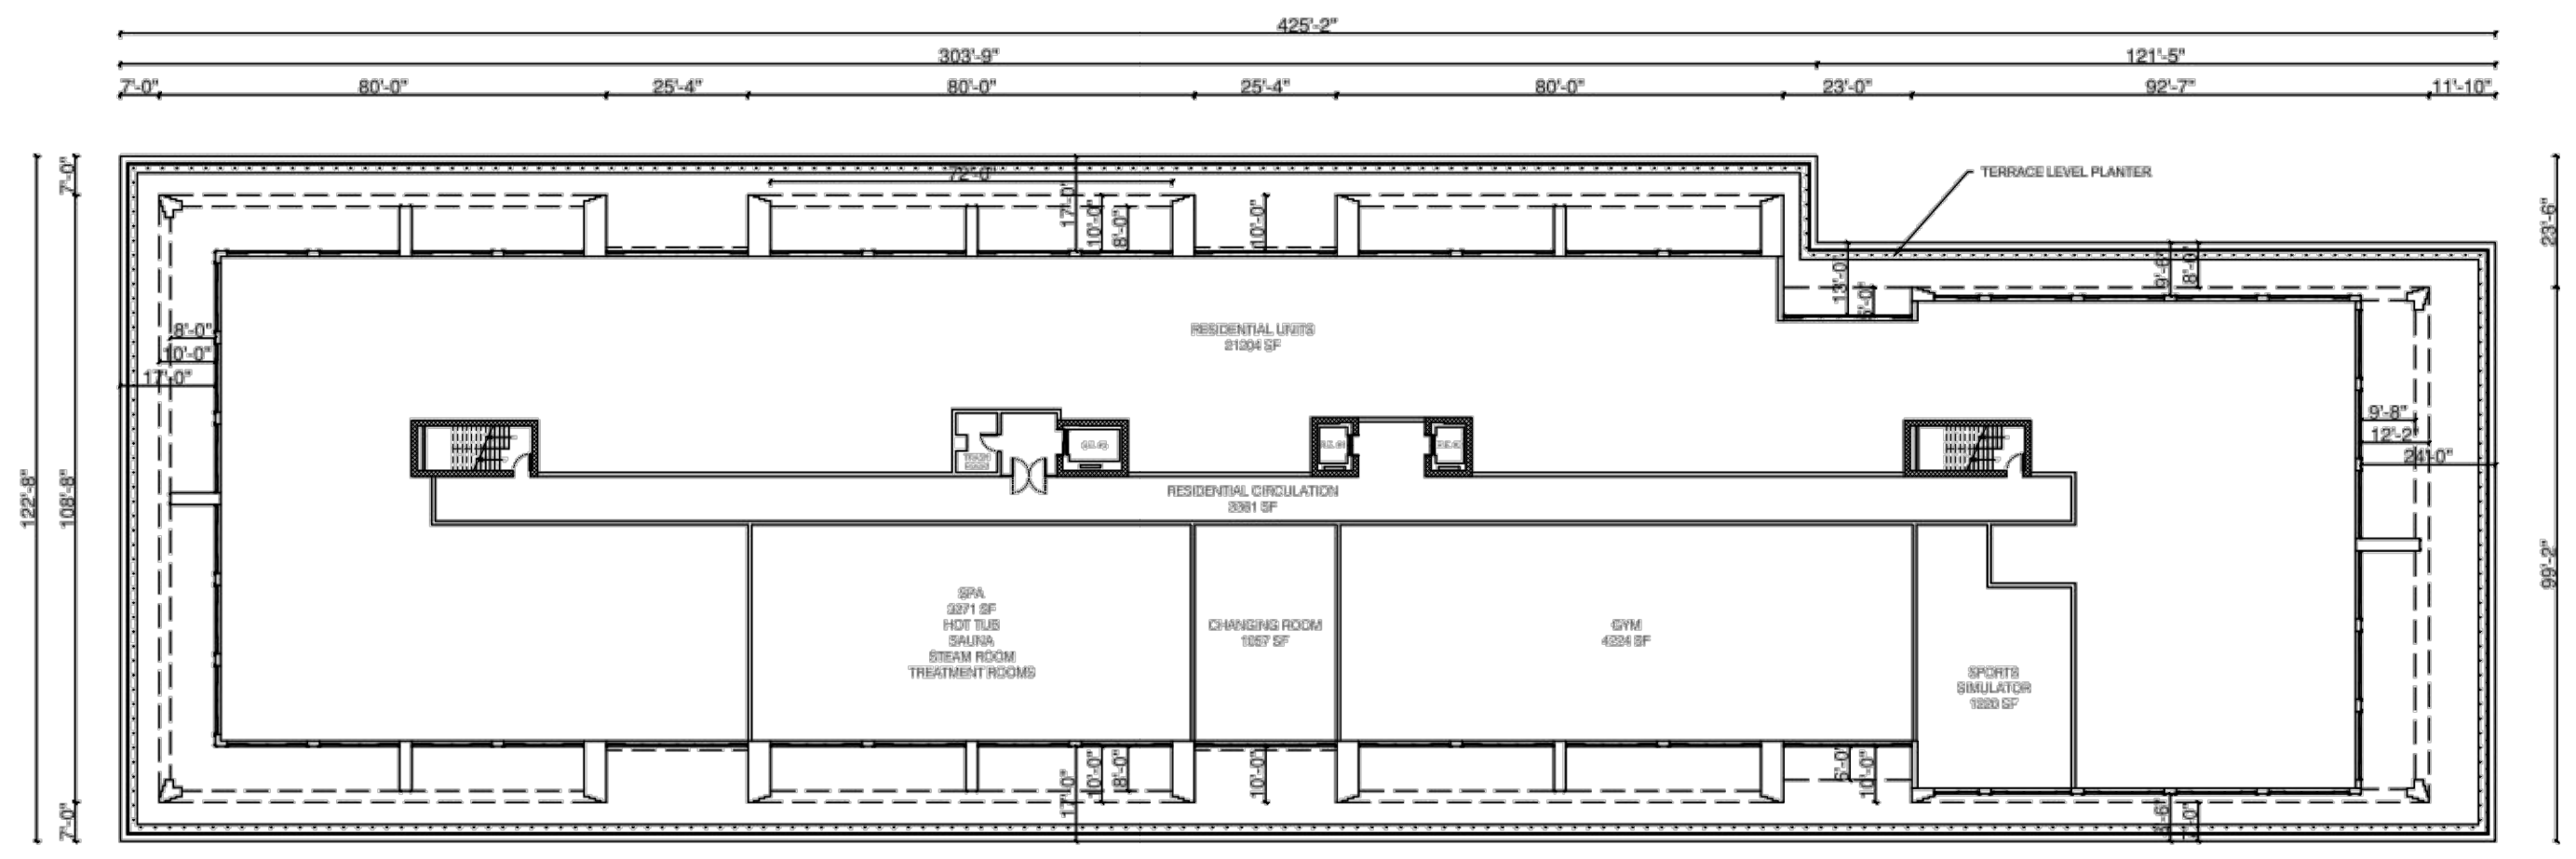 425'-2"
303'-9"
121'-5"
7'-0"
80'-0"
25'-4"
80'-0"
25'-4"
80'-0"
23'-0"
92'-7"
11'-10"
7'-0"
72'-0"
17'-0"
10'-0"
8'-0"
10'-0"
TERRACE LEVEL PLANTER
23'-6"
13'-0"
9'-6"
8'-0"
RESIDENTIAL UNITS
21204 SF
8'-0"
10'-0"
17'-0"
9'-8"
12'-2"
24'-0"
122'-8"
108'-8"
RESIDENTIAL CIRCULATION
3361 SF
99'-2"
SPA
3271 SF
HOT TUB
SAUNA
STEAM ROOM
TREATMENT ROOMS
CHANGING ROOM
1057 SF
GYM
4224 SF
SPORTS
SIMULATOR
1220 SF
7'-0"
17'-0"
10'-0"
8'-0"
10'-0"
6'-0"
10'-0"